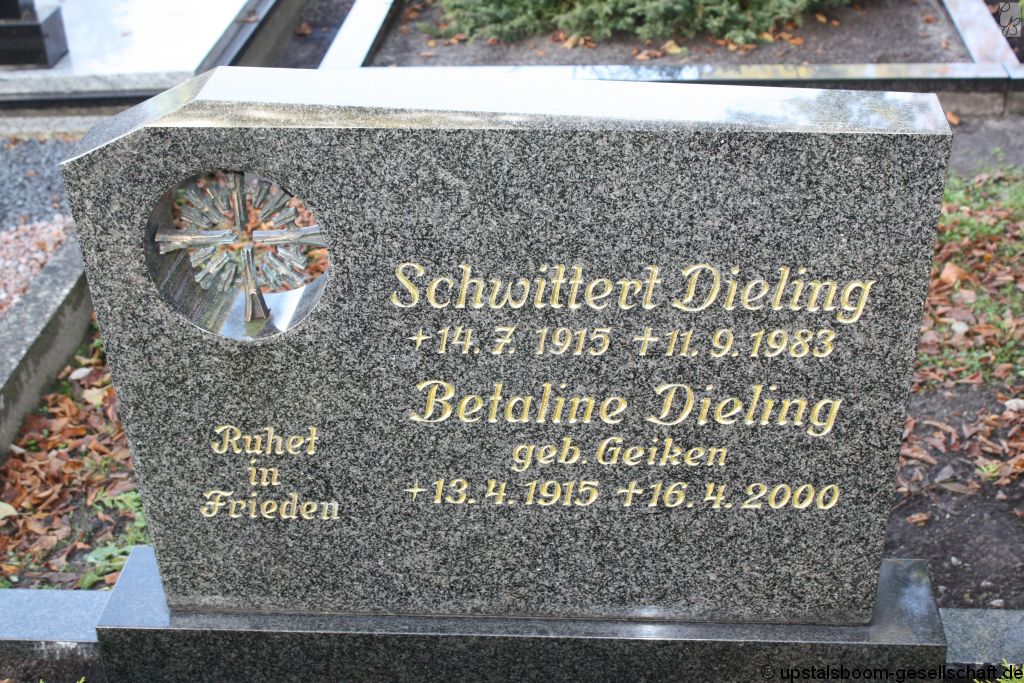 Schwittert Dieling
+14. 7. 1915 +11. 9. 1983
Betaline Dieling
geb. Geiken
+13. 4. 1915 +16. 4. 2000
Ruhet
in
Frieden
© upstalsboom-gesellschaft.de